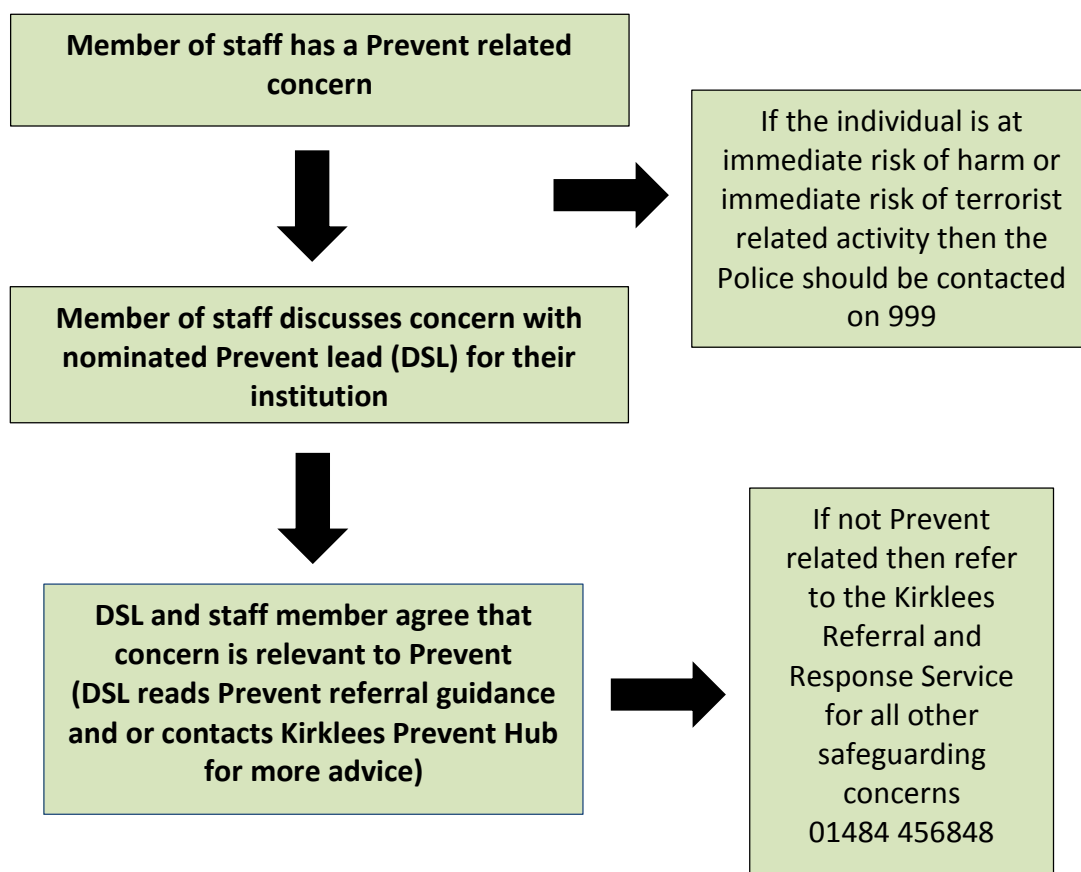 Member of staff has a Prevent related
concern
If the individual is at
immediate risk of harm or
immediate risk of terrorist
related activity then the
Police should be contacted
on 999
Member of staff discusses concern with
nominated Prevent lead (DSL) for their
institution
DSL and staff member agree that
concern is relevant to Prevent
(DSL reads Prevent referral guidance
and or contacts Kirklees Prevent Hub
for more advice)
If not Prevent
related then refer
to the Kirklees
Referral and
Response Service
for all other
safeguarding
concerns
01484 456848